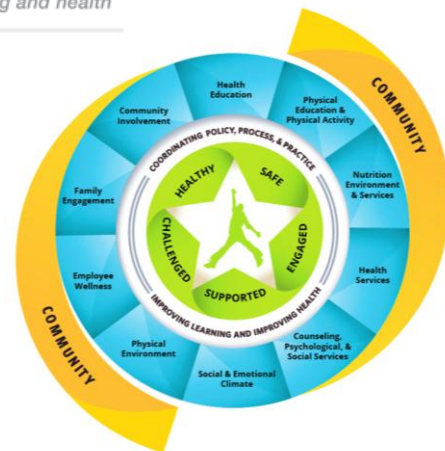 g and health
COMMUNITY
Health
Education
Physical
Education &
Physical Activity
Nutrition
Environment
& Services
Health
Services
Counseling,
Psychological, &
Social Services
Social & Emotional
Climate
Physical
Environment
Employee
Wellness
Family
Engagement
Community
Involvement
COORDINATING POLICY, PROCESS, & PRACTICE
IMPROVING LEARNING AND IMPROVING HEALTH
HEALTHY
SAFE
ENGAGED
SUPPORTED
CHALLENGED
COMMUNITY